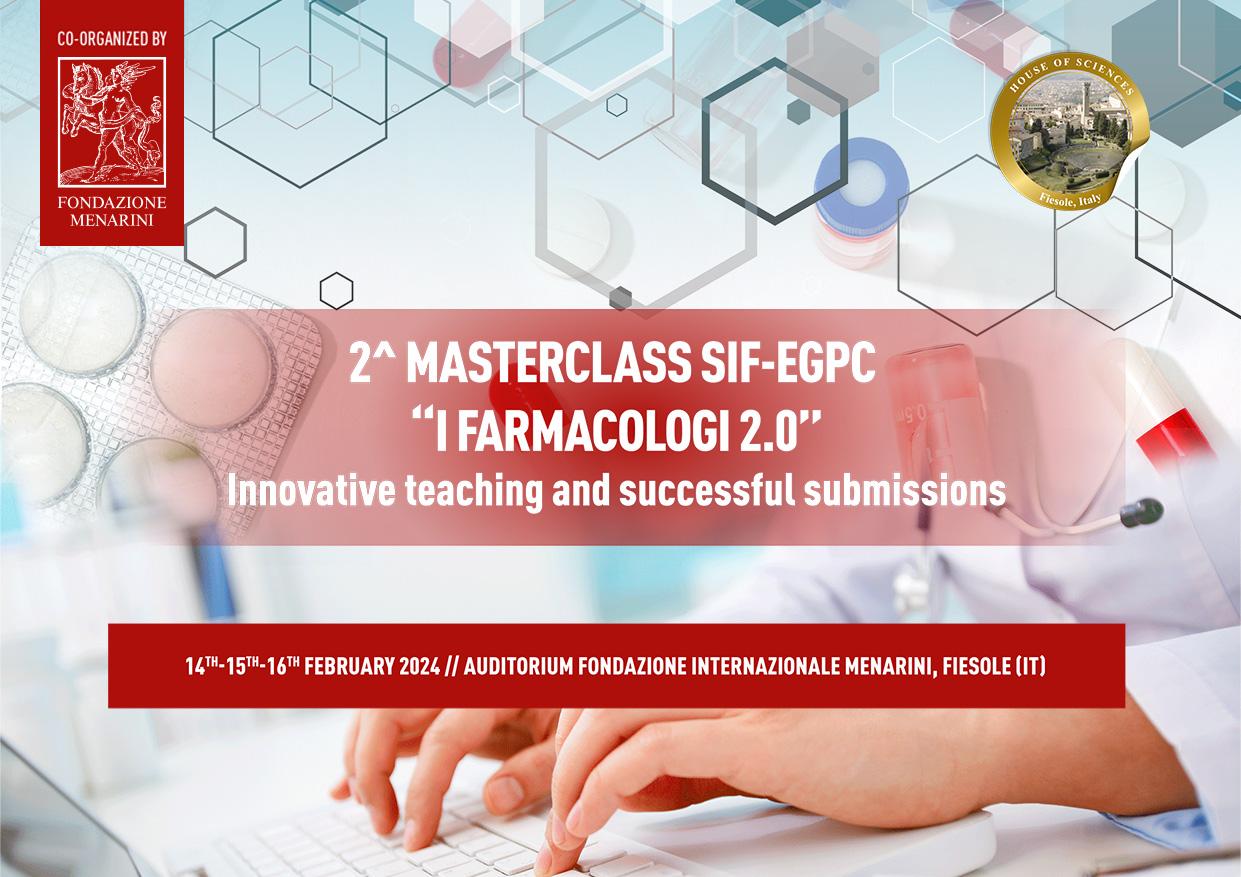 CO-ORGANIZED BY
FONDAZIONE
MENARINI
HOUSE OF SCIENCES
Fiesole, Italy
2^ MASTERCLASS SIF-EGPC
“I FARMACOLOGI 2.0”
Innovative teaching and successful submissions
14TH-15TH-16TH FEBRUARY 2024 // AUDITORIUM FONDAZIONE INTERNAZIONALE MENARINI, FIESOLE (IT)